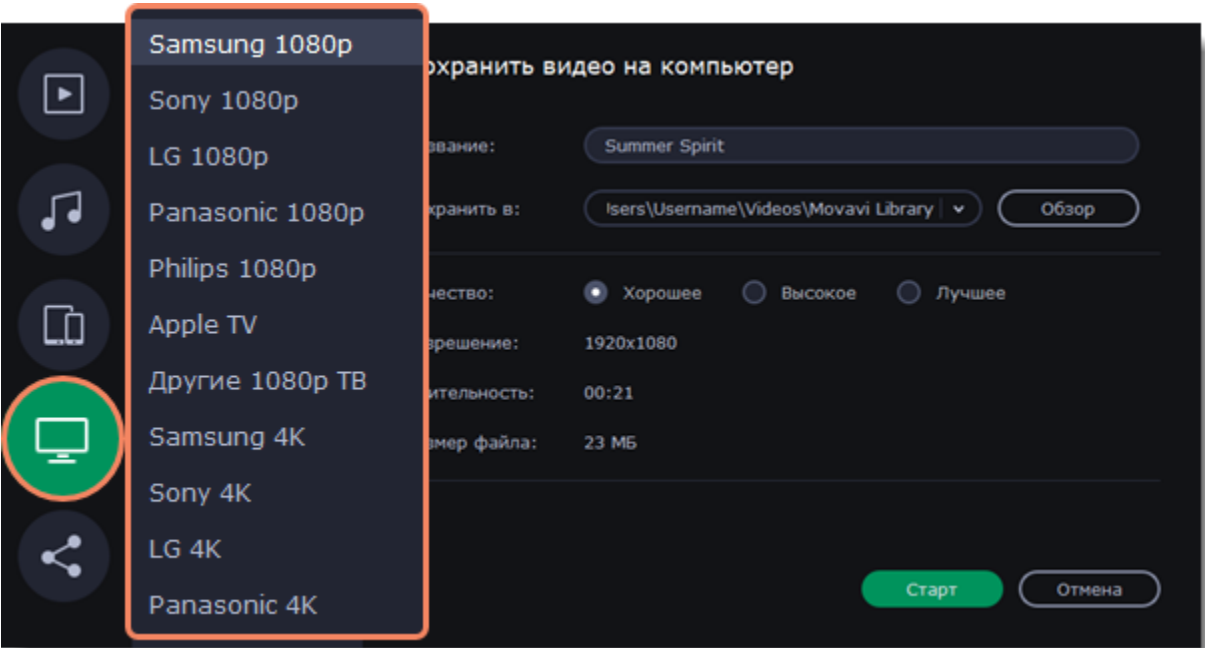 Samsung 1080p
Sony 1080p
LG 1080p
Panasonic 1080p
Philips 1080p
Apple TV
Другие 1080p ТВ
Samsung 4K
Sony 4K
LG 4K
Panasonic 4K
охранить видео на компьютер
звание:
Summer Spirit
хранить в:
lsers\Username\Videos\Movavi Library
Обзор
чество:
Хорошее
Высокое
Лучшее
зрешение:
1920x1080
ительность:
00:21
змер файла:
23 МБ
Старт
Отмена